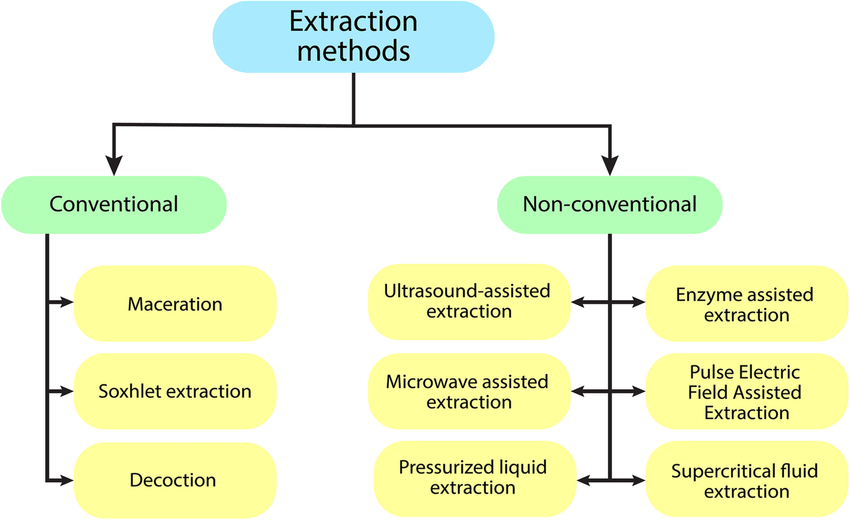 Extraction
methods
Conventional
Non-conventional
Maceration
Soxhlet extraction
Decoction
Ultrasound-assisted
extraction
Enzyme assisted
extraction
Microwave assisted
extraction
Pulse Electric
Field Assisted
Extraction
Pressurized liquid
extraction
Supercritical fluid
extraction